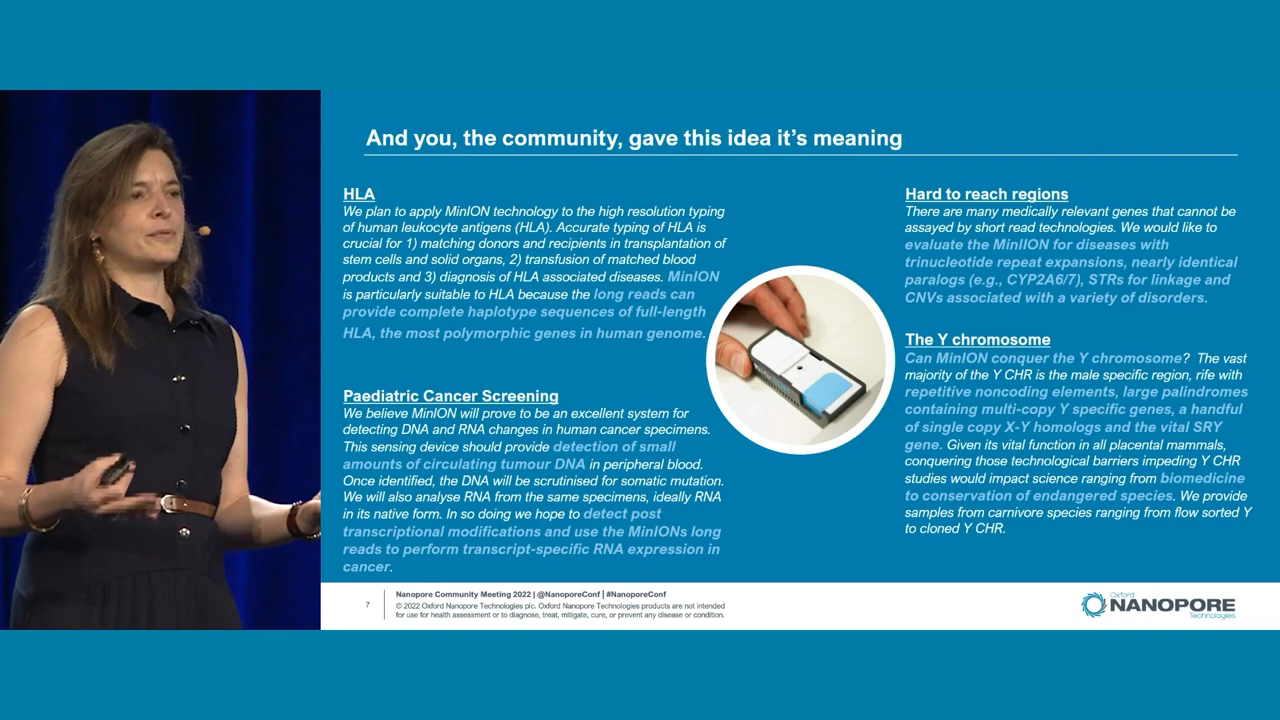 And you, the community, gave this idea it's meaning
HLA
We plan to apply MinION technology to the high resolution typing
of human leukocyte antigens (HLA). Accurate typing of HLA is
crucial for 1) matching donors and recipients in transplantation of
stem cells and solid organs, 2) transfusion of matched blood
products and 3) diagnosis of HLA associated diseases. MinION
is particularly suitable to HLA because the long reads can
provide complete haplotype sequences of full-length
HLA, the most polymorphic genes in human genome.
Paediatric Cancer Screening
We believe MinION will prove to be an excellent system for
detecting DNA and RNA changes in human cancer specimens.
This sensing device should provide detection of small
amounts of circulating tumour DNA in peripheral blood.
Once identified, the DNA will be scrutinised for somatic mutation.
We will also analyse RNA from the same specimens, ideally RNA
in its native form. In so doing we hope to detect post
transcriptional modifications and use the MinIONs long
reads to perform transcript-specific RNA expression in
cancer.
Hard to reach regions
There are many medically relevant genes that cannot be
assayed by short read technologies. We would like to
evaluate the MinIION for diseases with
trinucleotide repeat expansions, nearly identical
paralogs (e.g., CYP2A6/7), STRs for linkage and
CNVs associated with a variety of disorders.
The Y chromosome
Can MinION conquer the Y chromosome? The vast
majority of the Y CHR is the male specific region, rife with
repetitive noncoding elements, large palindromes
containing multi-copy Y specific genes, a handful
of single copy X-Y homologs and the vital SRY
gene. Given its vital function in all placental mammals,
conquering those technological barriers impeding Y CHR
studies would impact science ranging from biomedicine
to conservation of endangered species. We provide
samples from carnivore species ranging from flow sorted Y
to cloned Y CHR.
7
Nanopore Community Meeting 2022 | @NanoporeConf | #NanoporeConf
© 2022 Oxford Nanopore Technologies plc. Oxford Nanopore Technologies products are not intended
for use for health assessment or to diagnose, treat, mitigate, cure, or prevent any disease or condition.
Oxford
NANOPORE
Technologies